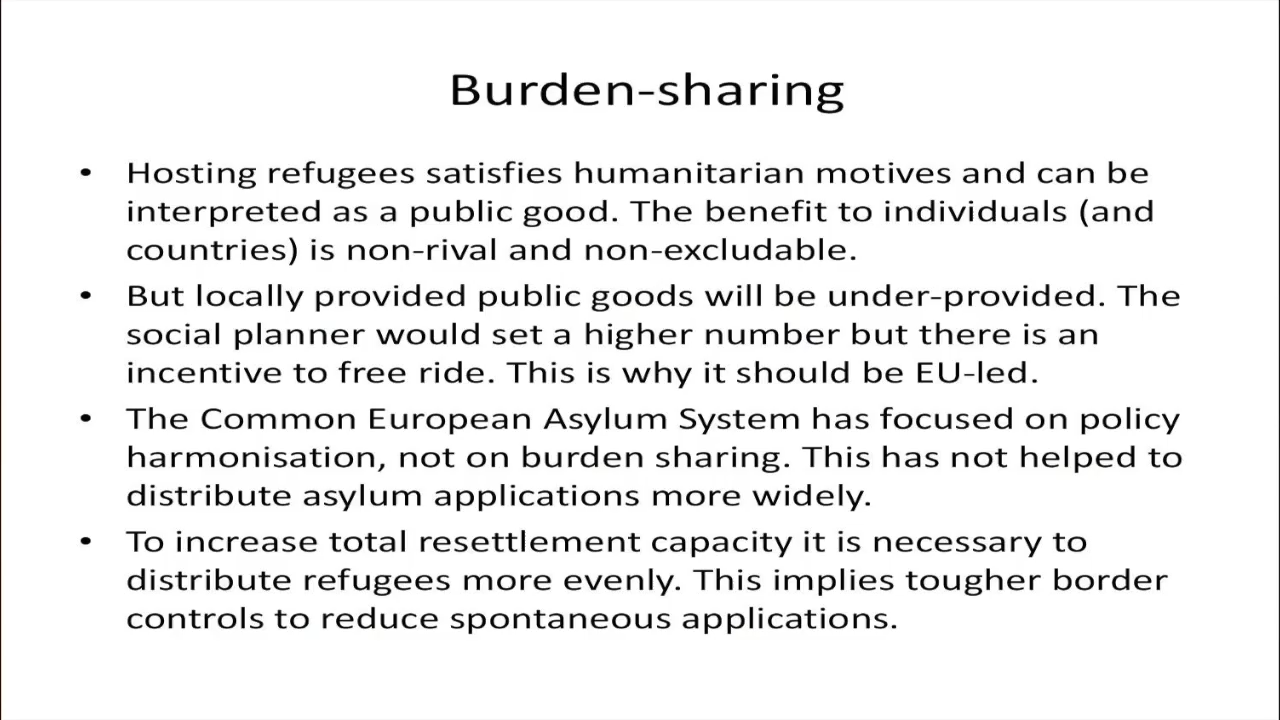 Burden-sharing
• Hosting refugees satisfies humanitarian motives and can be
interpreted as a public good. The benefit to individuals (and
countries) is non-rival and non-excludable.
• But locally provided public goods will be under-provided. The
social planner would set a higher number but there is an
incentive to free ride. This is why it should be EU-led.
• The Common European Asylum System has focused on policy
harmonisation, not on burden sharing. This has not helped to
distribute asylum applications more widely.
• To increase total resettlement capacity it is necessary to
distribute refugees more evenly. This implies tougher border
controls to reduce spontaneous applications.